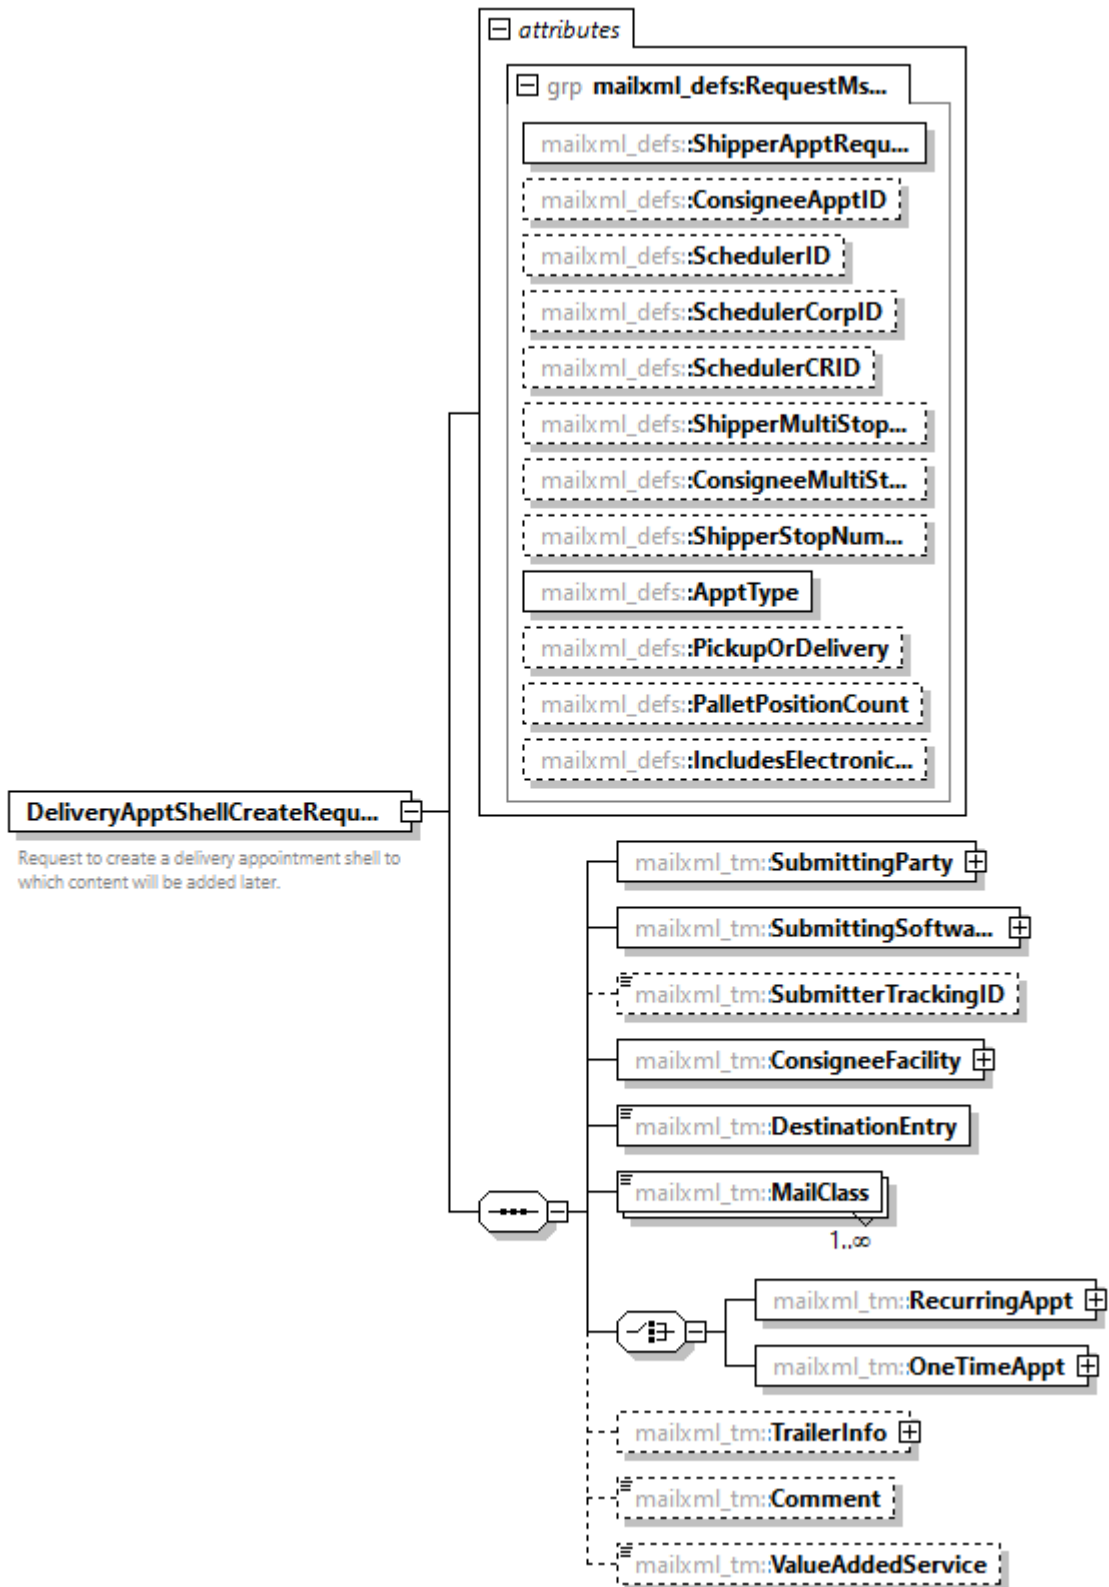 attributes
grp mailxml_defs:RequestMs...
mailxml_defs::ShipperApptRequ...
mailxml_defs::ConsigneeApptID
mailxml_defs::SchedulerID
mailxml_defs::SchedulerCorpID
mailxml_defs::SchedulerCRID
mailxml_defs::ShipperMultiStop...
mailxml_defs::ConsigneeMultiSt...
mailxml_defs::ShipperStopNum...
mailxml_defs::ApptType
mailxml_defs::PickupOrDelivery
mailxml_defs::PalletPositionCount
mailxml_defs::IncludesElectronic...
DeliveryApptShellCreateRequ...
Request to create a delivery appointment shell to
which content will be added later.
mailxml_tm::SubmittingParty
mailxml_tm::SubmittingSoftwa...
mailxml_tm::SubmitterTrackingID
mailxml_tm::ConsigneeFacility
mailxml_tm::DestinationEntry
mailxml_tm::MailClass
1..∞
mailxml_tm::RecurringAppt
mailxml_tm::OneTimeAppt
mailxml_tm::TrailerInfo
mailxml_tm::Comment
mailxml_tm::ValueAddedService